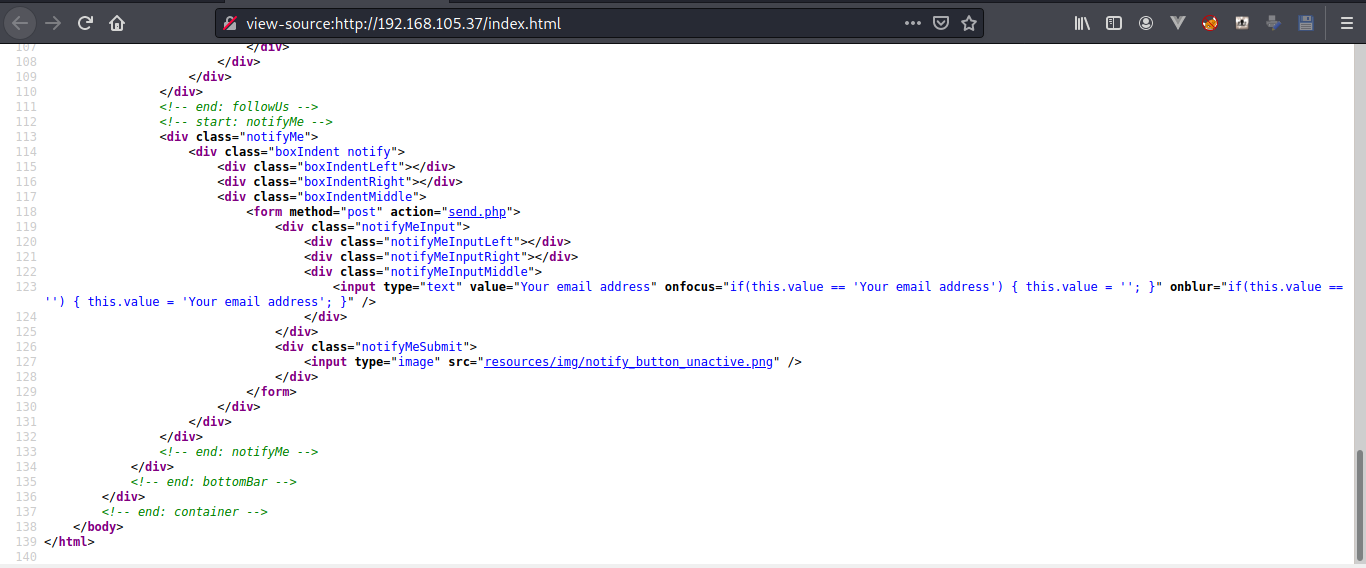 view-source:http://192.168.105.37/index.html
107 </div>
108 </div>
109 </div>
110 </div>
111 <!-- end: followUs -->
112 <!-- start: notifyMe -->
113 <div class="notifyMe">
114 <div class="boxIndent notify">
115 <div class="boxIndentLeft"></div>
116 <div class="boxIndentRight"></div>
117 <div class="boxIndentMiddle">
118 <form method="post" action="send.php">
119 <div class="notifyMeInput">
120 <div class="notifyMeInputLeft"></div>
121 <div class="notifyMeInputRight"></div>
122 <div class="notifyMeInputMiddle">
123 <input type="text" value="Your email address" onfocus="if(this.value == 'Your email address') { this.value = ''; }" onblur="if(this.value ==
'') { this.value = 'Your email address'; }" />
124 </div>
125 </div>
126 <div class="notifyMeSubmit">
127 <input type="image" src="resources/img/notify_button_unactive.png" />
128 </div>
129 </form>
130 </div>
131 </div>
132 </div>
133 <!-- end: notifyMe -->
134 </div>
135 <!-- end: bottomBar -->
136 </div>
137 <!-- end: container -->
138 </body>
139 </html>
140